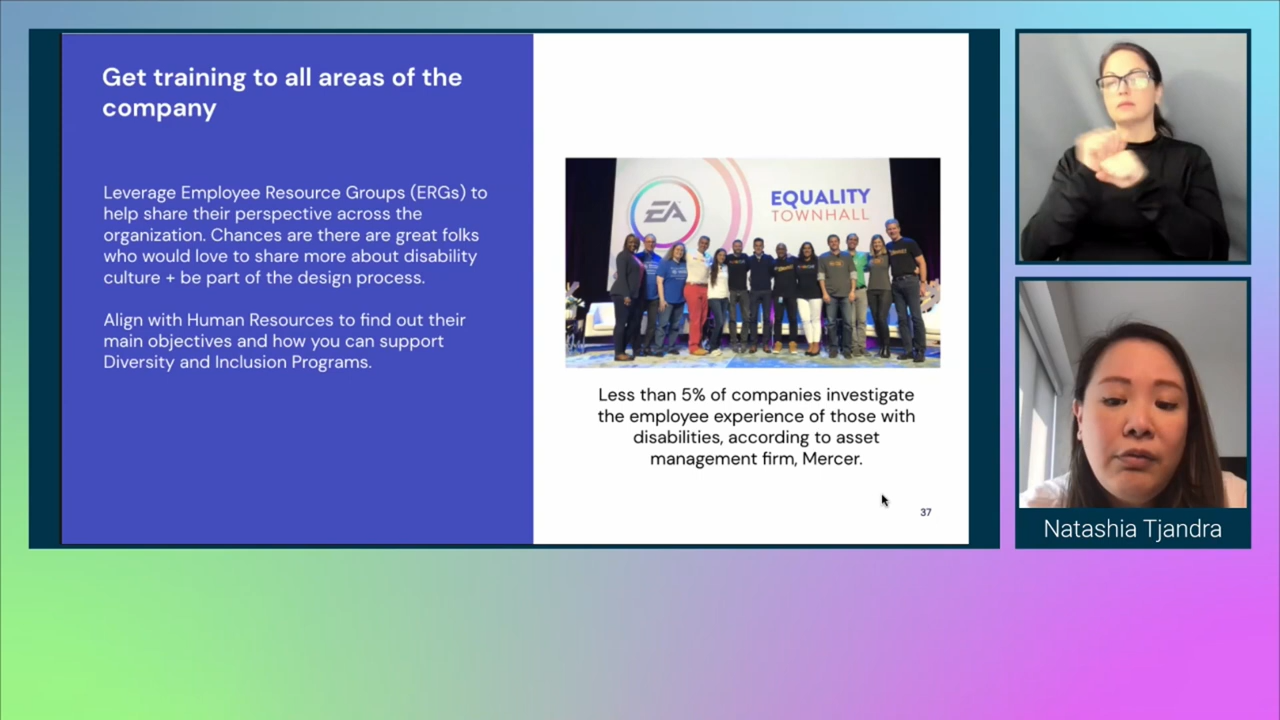 Get training to all areas of the
company
Leverage Employee Resource Groups (ERGs) to
help share their perspective across the
organization. Chances are there are great folks
who would love to share more about disability
culture + be part of the design process.
Align with Human Resources to find out their
main objectives and how you can support
Diversity and Inclusion Programs.
EA
EQUALITY
TOWNHALL
Less than 5% of companies investigate
the employee experience of those with
disabilities, according to asset
management firm, Mercer.
37
Natashia Tjandra